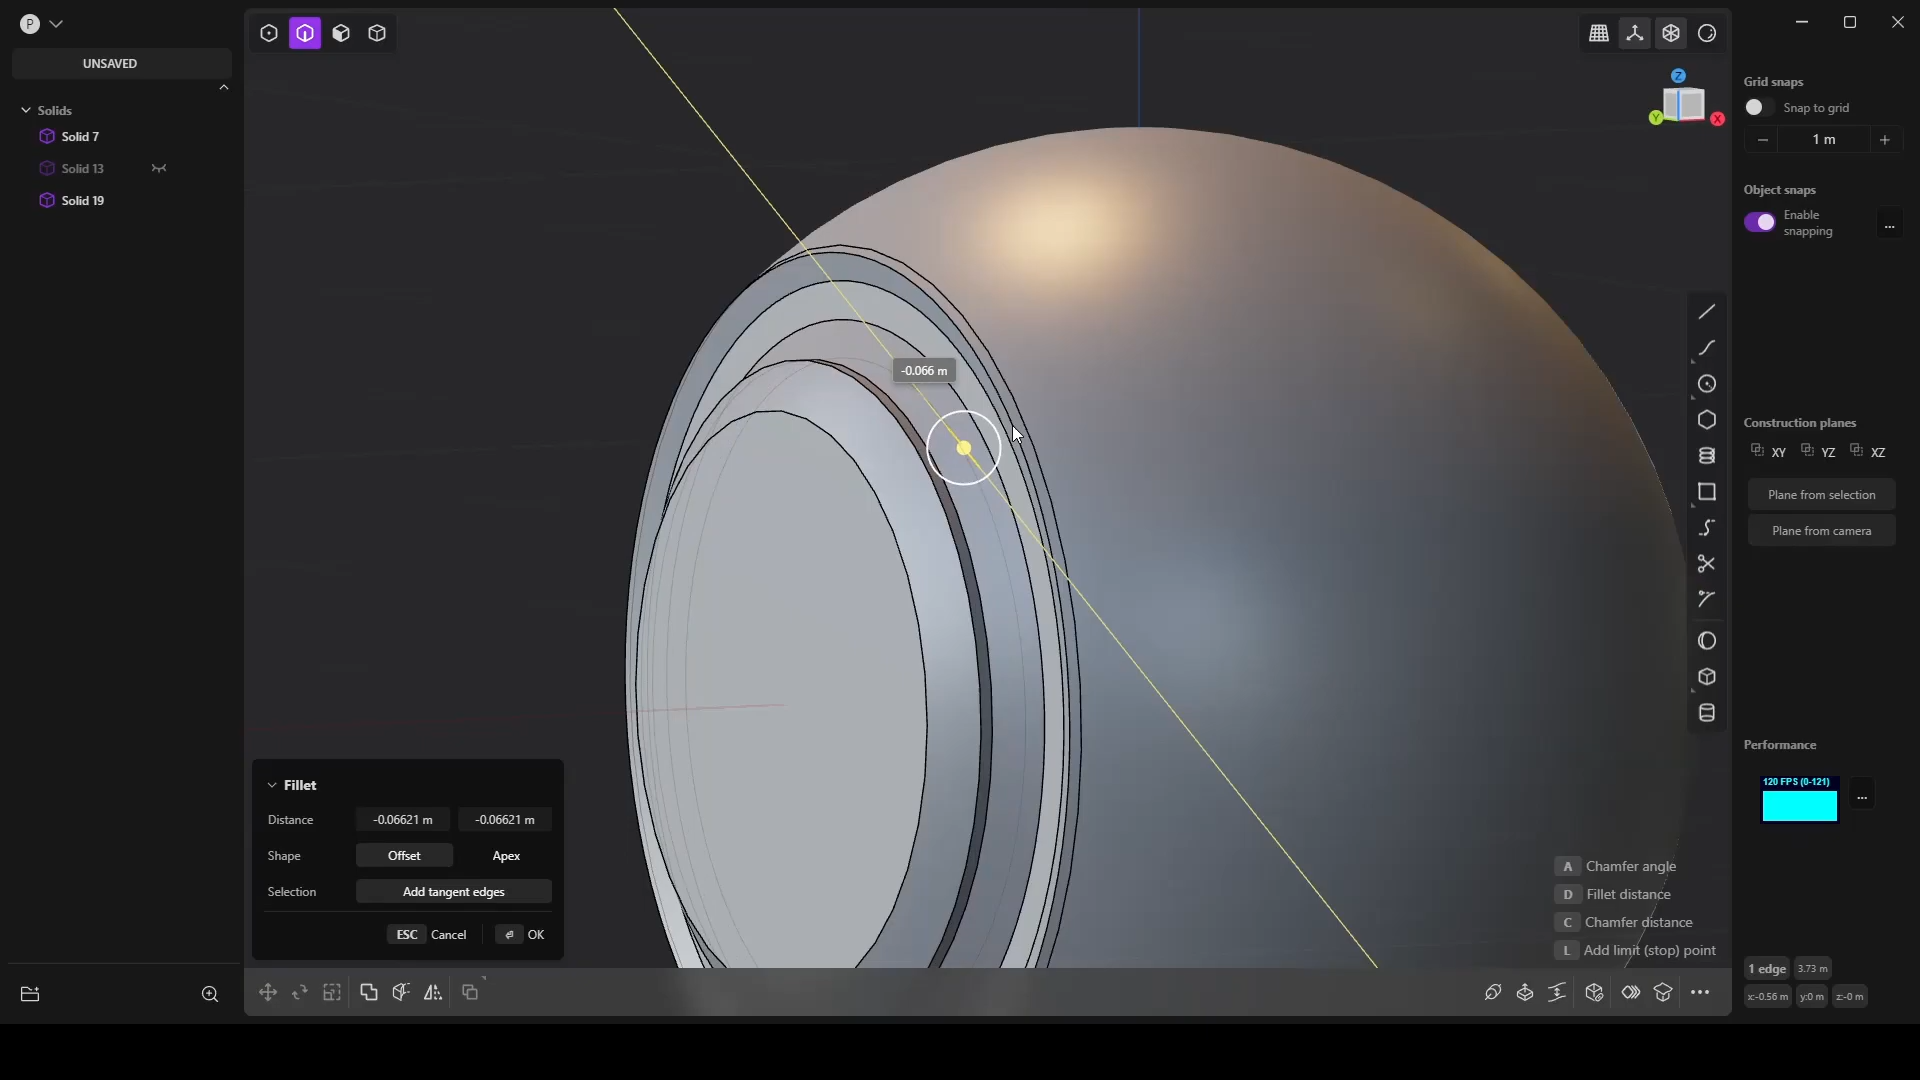 P
UNSAVED
Solids
Solid 7
Solid 13
Solid 19
Z
Y
X
Grid snaps
Snap to grid
1 m
Object snaps
Enable
snapping
...
-0.066 m
Construction planes
XY
YZ
XZ
Plane from selection
Plane from camera
Performance
120 FPS (0-121)
...
Fillet
Distance
-0.06621 m
-0.06621 m
Shape
Offset
Apex
Selection
Add tangent edges
ESC
Cancel
OK
A
Chamfer angle
D
Fillet distance
C
Chamfer distance
L
Add limit (stop) point
1 edge
3.73 m
x:-0.56 m
y:0 m
z:-0 m